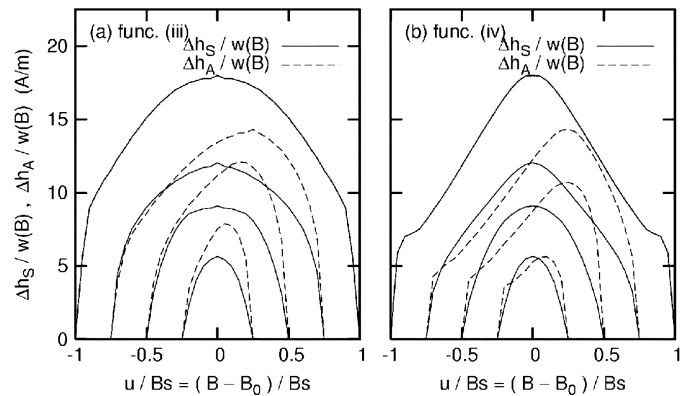 (a) func. (iii)
Δh_S / w(B)
Δh_A / w(B)
(b) func. (iv)
Δh_S / w(B)
Δh_A / w(B)
Δh_S / w(B) , Δh_A / w(B) (A/m)
20
15
10
5
0
-1 -0.5 0 0.5 1
-1 -0.5 0 0.5 1
u / Bs = ( B – B_0 ) / Bs
u / Bs = ( B – B_0 ) / Bs